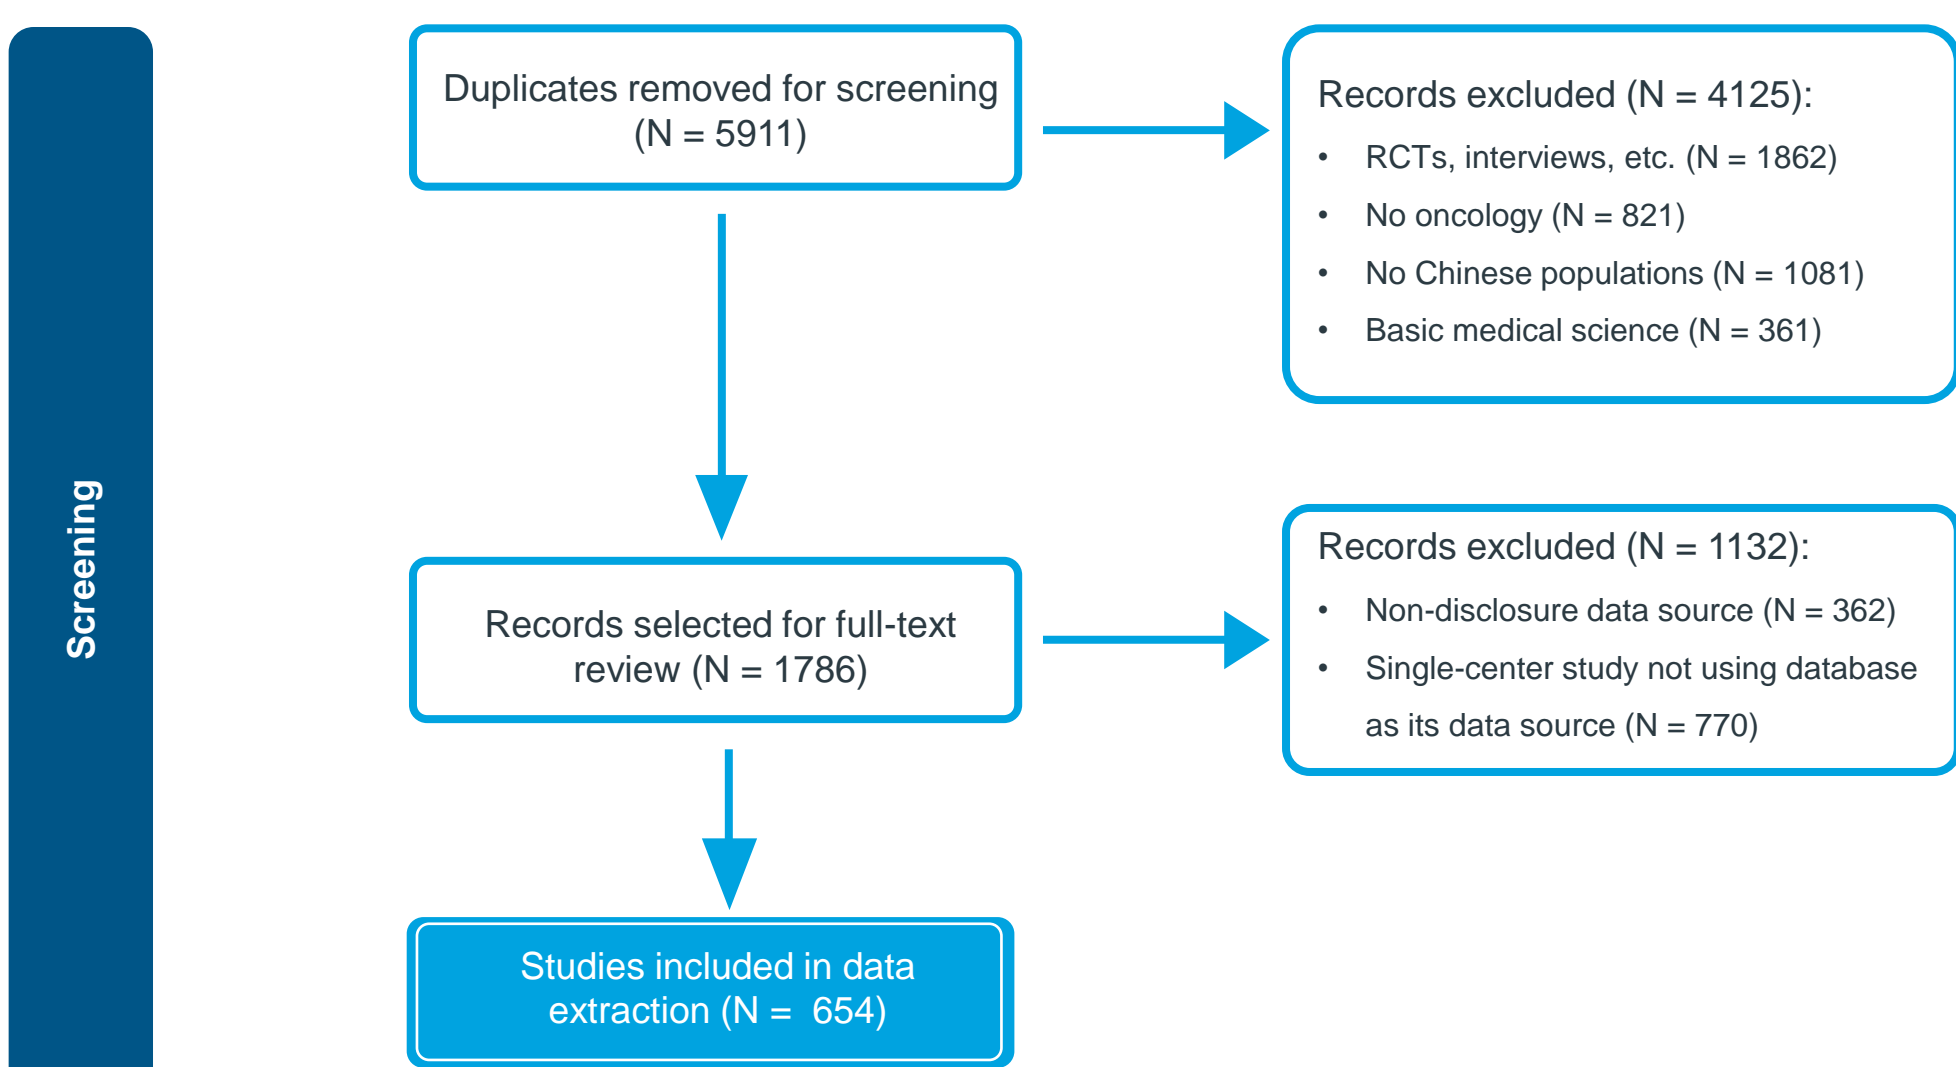 Screening
Duplicates removed for screening
(N = 5911)
Records excluded (N = 4125):
• RCTs, interviews, etc. (N = 1862)
• No oncology (N = 821)
• No Chinese populations (N = 1081)
• Basic medical science (N = 361)
Records selected for full-text
review (N = 1786)
Records excluded (N = 1132):
• Non-disclosure data source (N = 362)
• Single-center study not using database
as its data source (N = 770)
Studies included in data
extraction (N =  654)